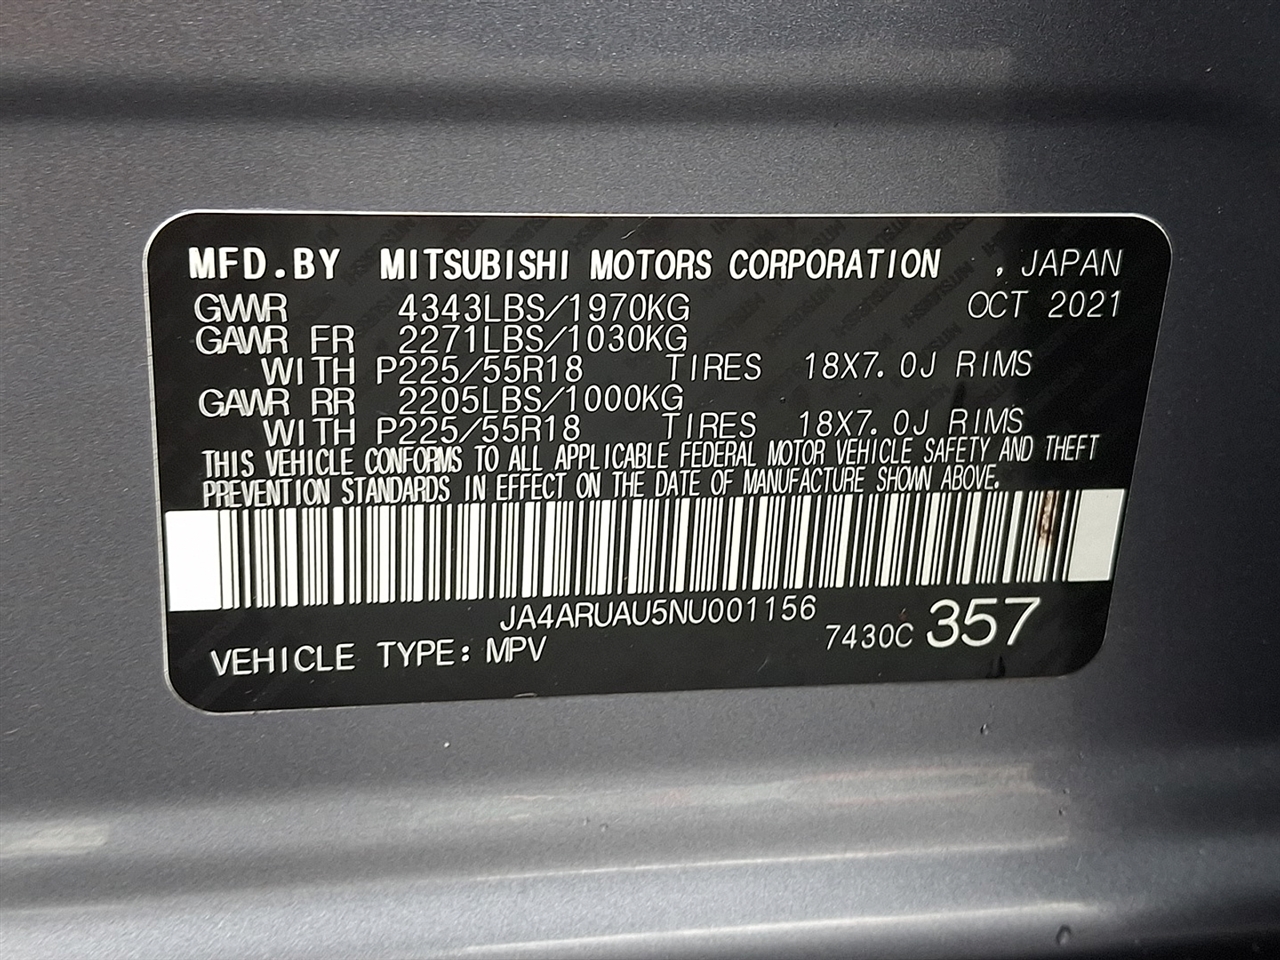 MFD.BY MITSUBISHI MOTORS CORPORATION , JAPAN
GVWR 4343LBS/1970KG OCT 2021
GAWR FR 2271LBS/1030KG
WITH P225/55R18 TIRES 18X7.0J RIMS
GAWR RR 2205LBS/1000KG
WITH P225/55R18 TIRES 18X7.0J RIMS
THIS VEHICLE CONFORMS TO ALL APPLICABLE FEDERAL MOTOR VEHICLE SAFETY AND THEFT
PREVENTION STANDARDS IN EFFECT ON THE DATE OF MANUFACTURE SHOWN ABOVE.
JA4ARUAU5NU001156
VEHICLE TYPE: MPV 7430C 357